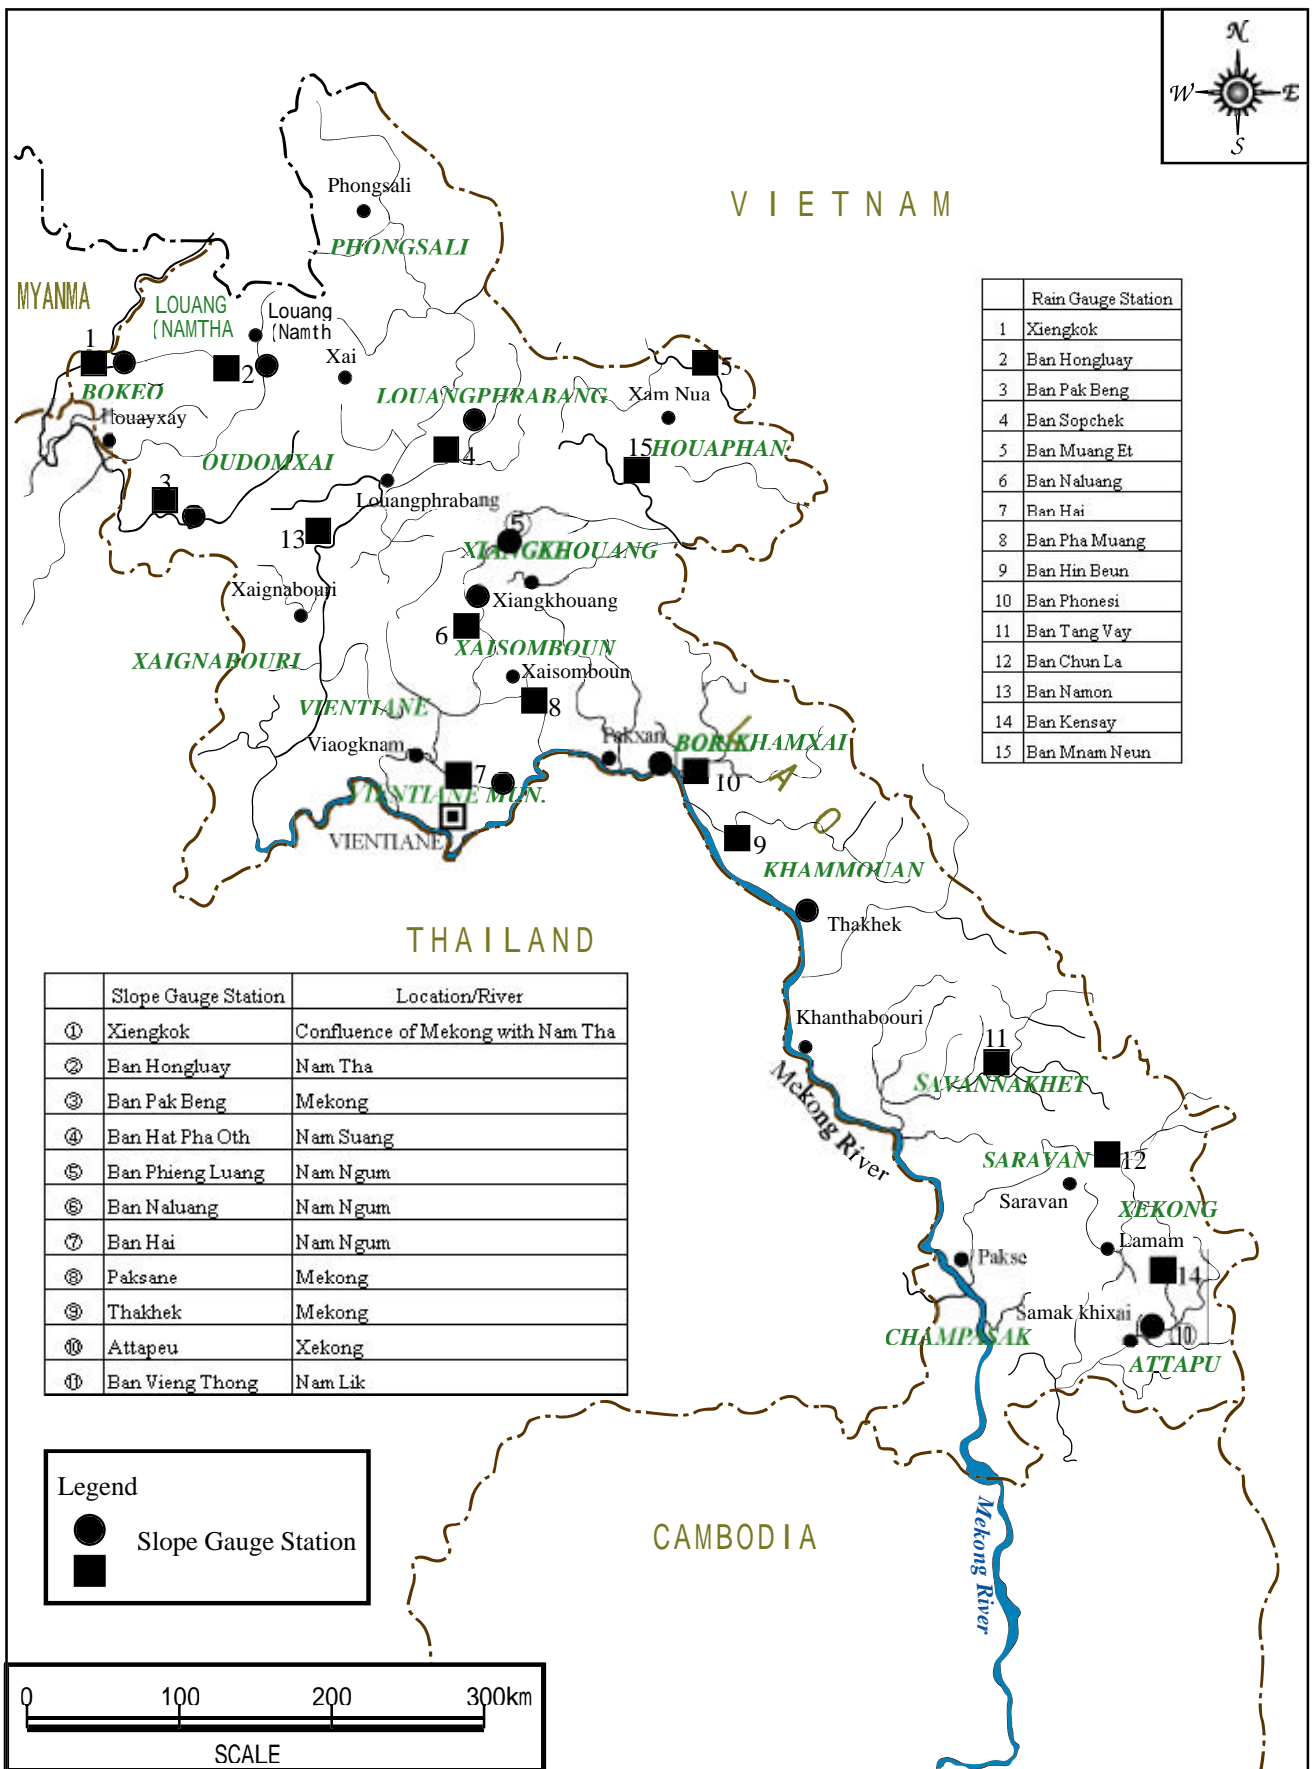 N
W
E
S
VIETNAM
Phongsali
PHONGSALI
MYANMA
LOUANG
(NAMTHA
Louang
(Namth
1
2
Xai
BOKEO
Houayxay
LOUANGPHRABANG
Xam Nua
5
15
HOUAPHAN
OUDOMXAI
4
3
Louangphrabang
13
⑤
XIANGKHOUANG
Xaignabouri
Xiangkhouang
6
XAISOMBOUN
XAIGNABOURI
Xaisomboun
VIENTIANE
8
Viaogknam
Pakxan
BORIKHAMXAI
7
10
VIENTIANE MUN.
VIENTIANE
LAO
9
KHAMMOUAN
Thakhek
THAILAND
Khanthaboouri
11
SAVANNAKHET
Mekong River
SARAVAN
12
Saravan
XEKONG
Lamam
Pakse
14
Samak khixai
⑩
CHAMPASAK
ATTAPU
CAMBODIA
Mekong River
Rain Gauge Station
1 Xiengkok
2 Ban Hongluay
3 Ban Pak Beng
4 Ban Sopchek
5 Ban Muang Et
6 Ban Naluang
7 Ban Hai
8 Ban Pha Muang
9 Ban Hin Beun
10 Ban Phonesi
11 Ban Tang Vay
12 Ban Chun La
13 Ban Namon
14 Ban Kensay
15 Ban Mnam Neun
Slope Gauge Station Location/River
① Xiengkok Confluence of Mekong with Nam Tha
② Ban Hongluay Nam Tha
③ Ban Pak Beng Mekong
④ Ban Hat Pha Oth Nam Suang
⑤ Ban Phieng Luang Nam Ngum
⑥ Ban Naluang Nam Ngum
⑦ Ban Hai Nam Ngum
⑧ Paksane Mekong
⑨ Thakhek Mekong
⑩ Attapeu Xekong
⑪ Ban Vieng Thong Nam Lik
Legend
Slope Gauge Station
0 100 200 300km
SCALE